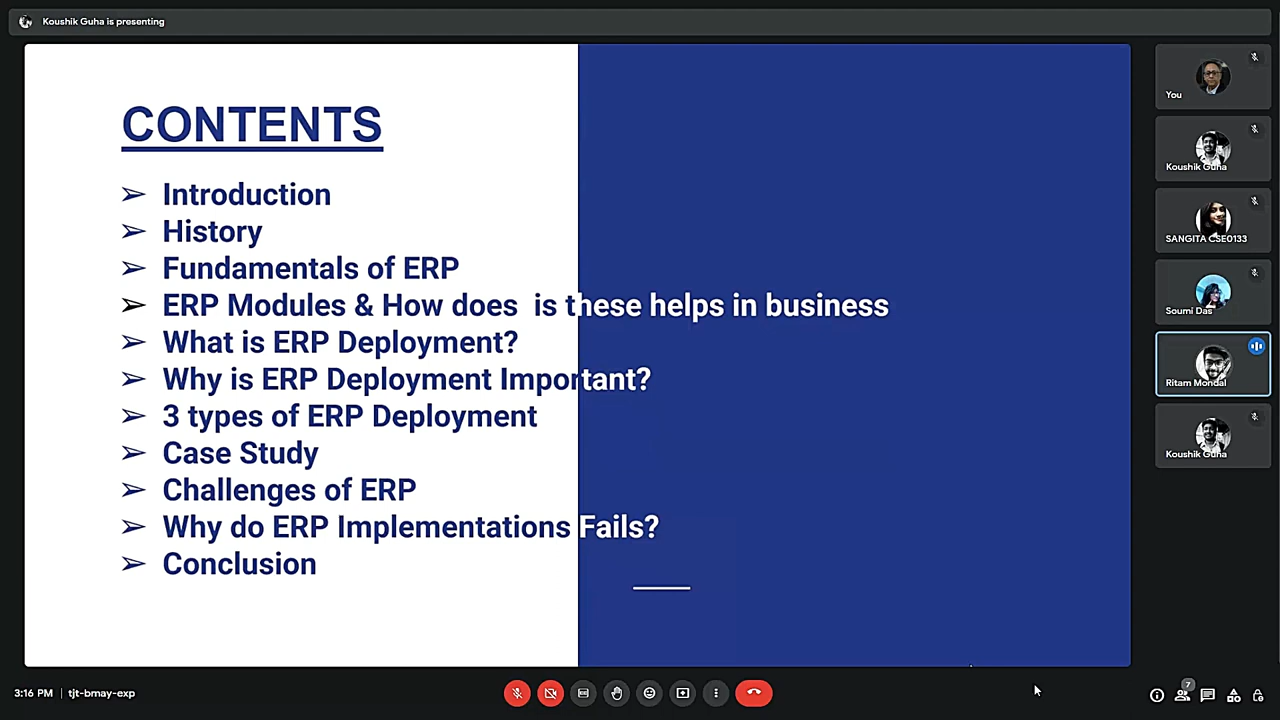 Koushik Guha is presenting
CONTENTS
➢ Introduction
➢ History
➢ Fundamentals of ERP
➢ ERP Modules & How does  is these helps in business
➢ What is ERP Deployment?
➢ Why is ERP Deployment Important?
➢ 3 types of ERP Deployment
➢ Case Study
➢ Challenges of ERP
➢ Why do ERP Implementations Fails?
➢ Conclusion
You
Koushik Guha
SANGITA CSE0133
Soumi Das
Ritam Mondal
Koushik Guha
3:16 PM | tjt-bmay-exp
7